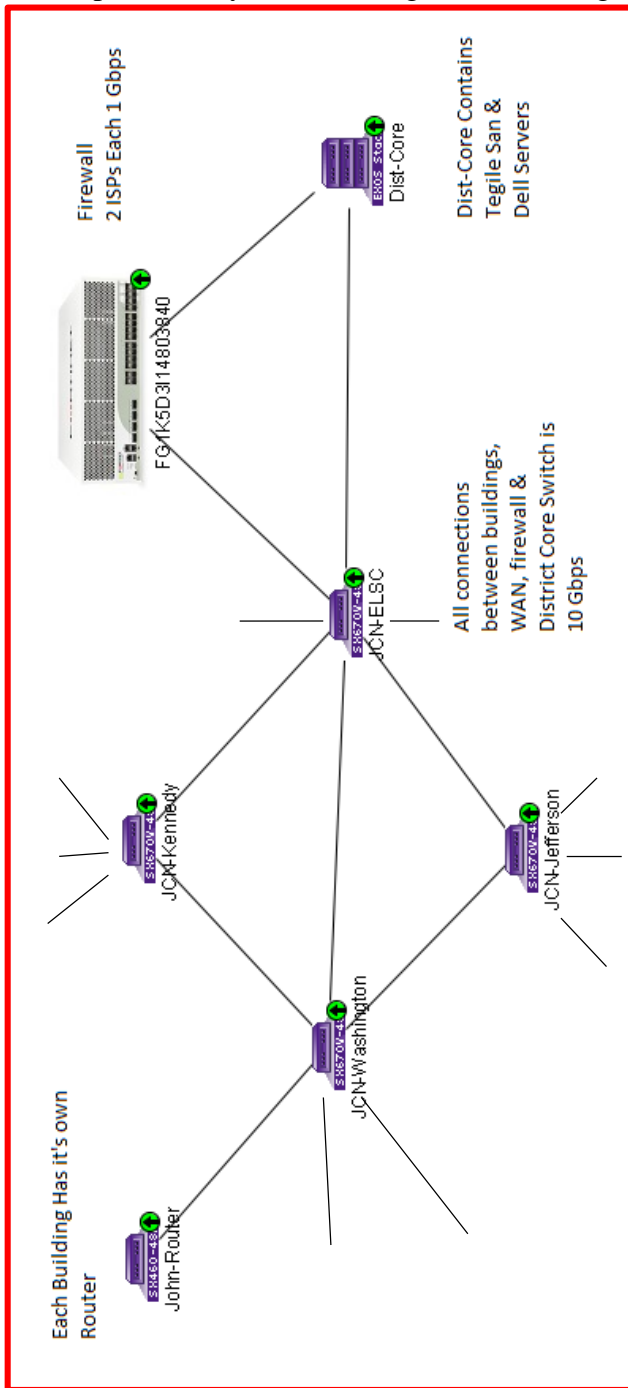 Each Building Has it's own
Router
Firewall
2 ISPs Each 1 Gbps
John-Router
JCN-Kennedy
FG1K5D3I14803840
JCN-Washington
JCN-ELSC
EXOS Stac
Dist-Core
All connections
between buildings,
WAN, firewall &
District Core Switch is
10 Gbps
Dist-Core Contains
Tegile San &
Dell Servers
JCN-Jefferson